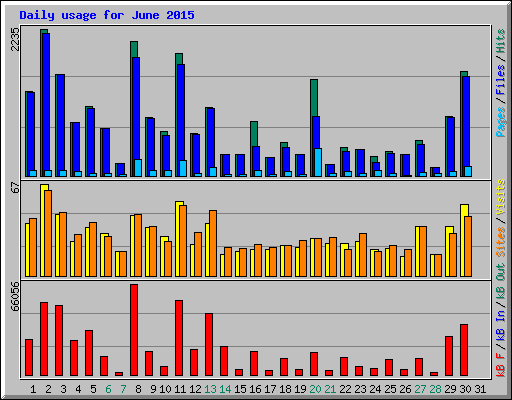 Daily usage for June 2015
2235
Pages / Files / Hits
67
Sites / Visits
66056
kB F / kB In / kB Out
1 2 3 4 5 6 7 8 9 10 11 12 13 14 15 16 17 18 19 20 21 22 23 24 25 26 27 28 29 30 31